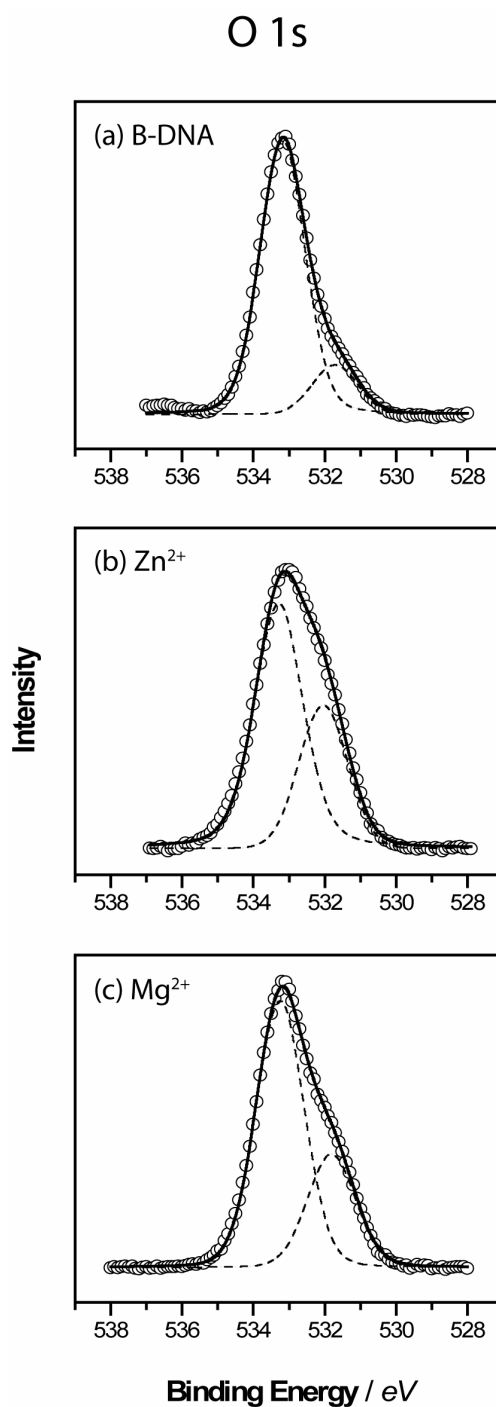 O 1s
(a) B-DNA
538 536 534 532 530 528
(b) Zn²⁺
Intensity
538 536 534 532 530 528
(c) Mg²⁺
538 536 534 532 530 528
Binding Energy / eV